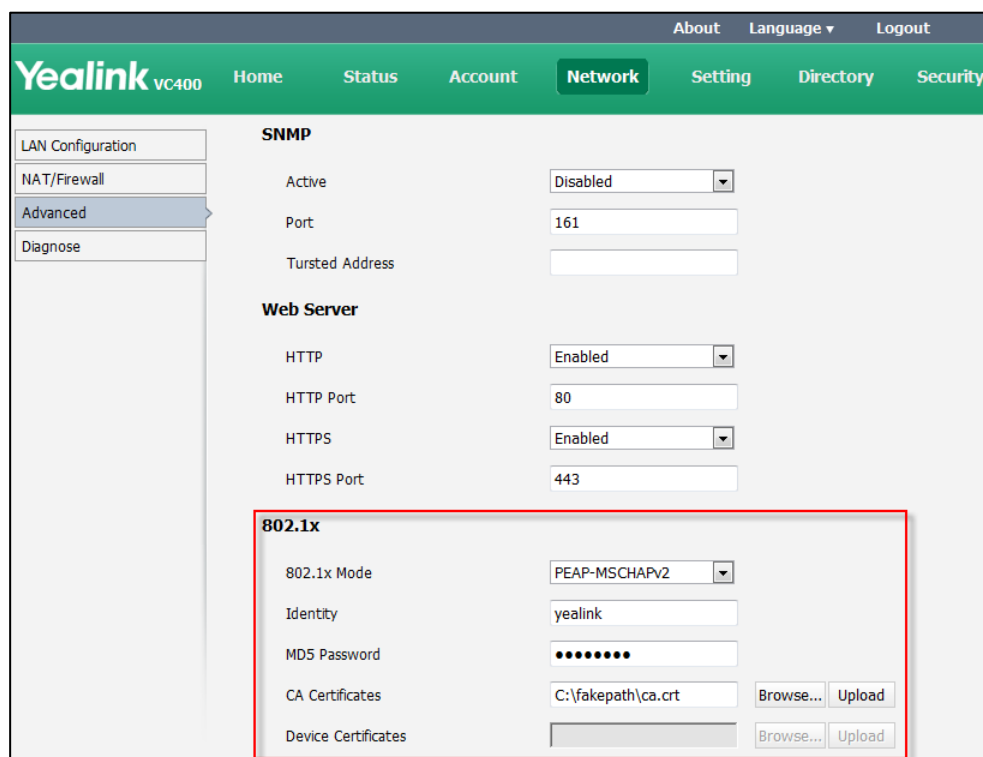 About Language ▾ Logout
Yealink VC400 Home Status Account Network Setting Directory Security
LAN Configuration
NAT/Firewall
Advanced
Diagnose
SNMP
Active Disabled
Port 161
Tursted Address
Web Server
HTTP Enabled
HTTP Port 80
HTTPS Enabled
HTTPS Port 443
802.1x
802.1x Mode PEAP-MSCHAPv2
Identity yealink
MD5 Password ●●●●●●●●
CA Certificates C:\fakepath\ca.crt Browse... Upload
Device Certificates Browse... Upload